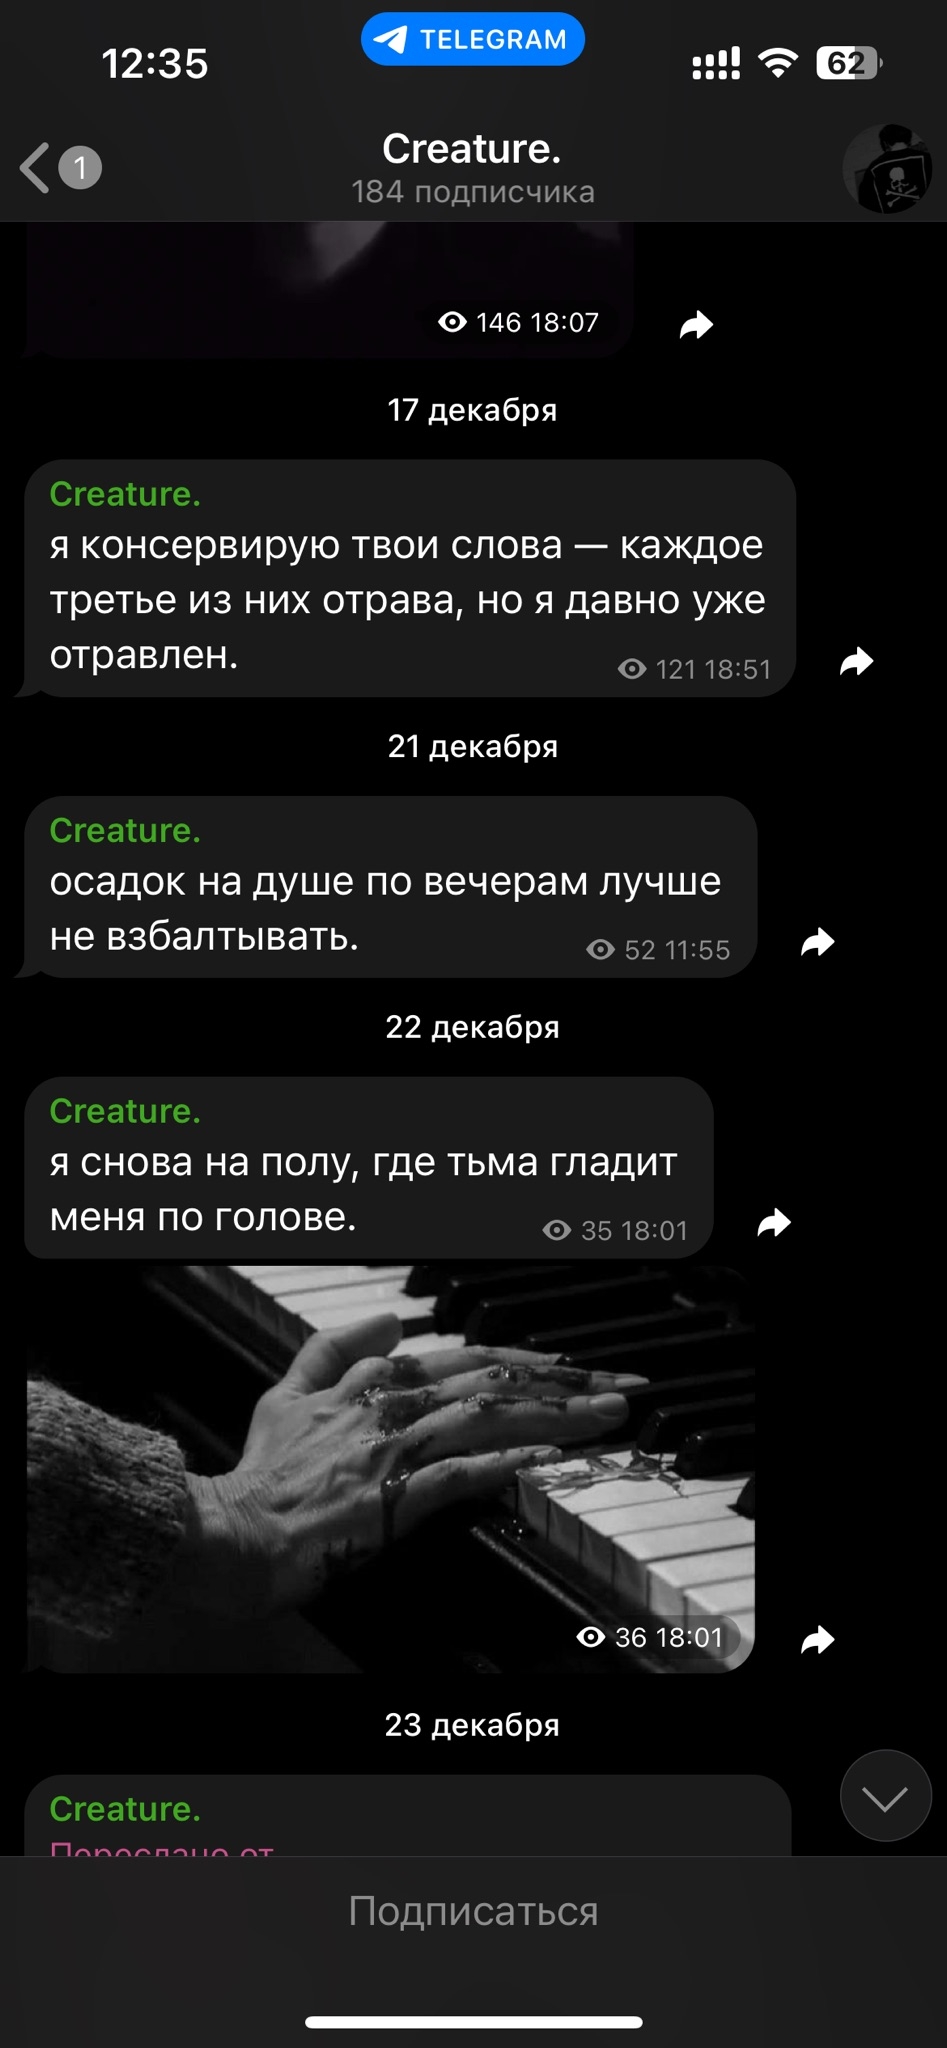 12:35
TELEGRAM
62
1
Creature.
184 подписчика
146 18:07
17 декабря
Creature.
я консервирую твои слова — каждое
третье из них отрава, но я давно уже
отравлен.
121 18:51
21 декабря
Creature.
осадок на душе по вечерам лучше
не взбалтывать.
52 11:55
22 декабря
Creature.
я снова на полу, где тьма гладит
меня по голове.
35 18:01
36 18:01
23 декабря
Creature.
Переслано от
Подписаться